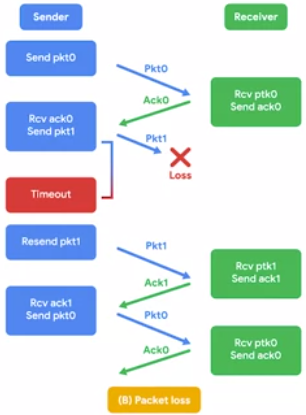 Sender
Receiver
Send pkt0
Pkt0
Rcv ptk0
Send ack0
Ack0
Rcv ack0
Send pkt1
Pkt1
Loss
Timeout
Resend pkt1
Pkt1
Rcv ptk1
Send ack1
Ack1
Rcv ack1
Send pkt0
Pkt0
Rcv ptk0
Send ack0
Ack0
(B) Packet loss